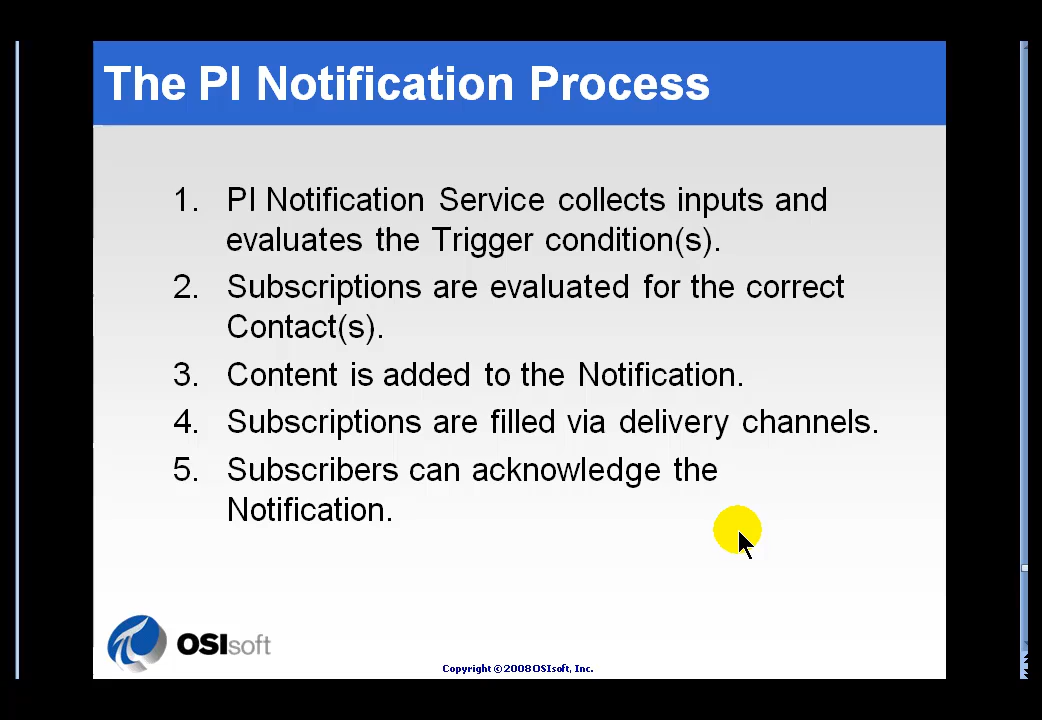 The PI Notification Process
1. PI Notification Service collects inputs and
evaluates the Trigger condition(s).
2. Subscriptions are evaluated for the correct
Contact(s).
3. Content is added to the Notification.
4. Subscriptions are filled via delivery channels.
5. Subscribers can acknowledge the
Notification.
OSIsoft
Copyright © 2008 OSIsoft, Inc.